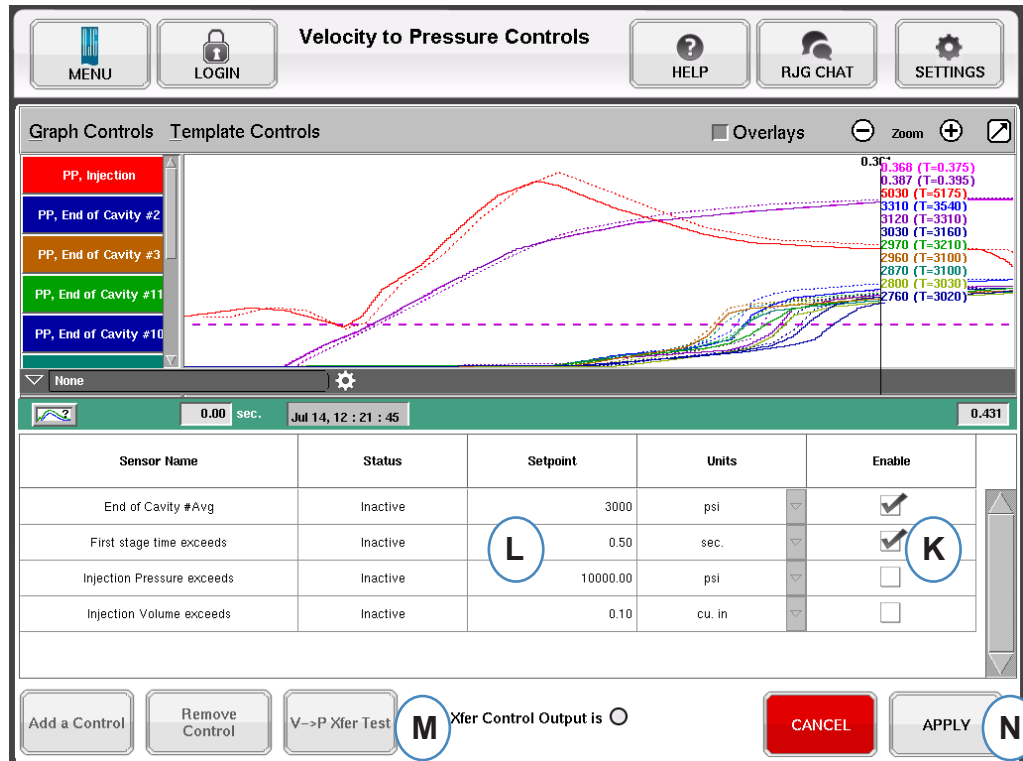 Velocity to Pressure Controls
MENU
LOGIN
HELP
RJG CHAT
SETTINGS
Graph Controls Template Controls
Overlays
Zoom
PP, Injection
PP, End of Cavity #2
PP, End of Cavity #3
PP, End of Cavity #11
PP, End of Cavity #10
0.368 (T=0.375)
0.387 (T=0.395)
5030 (T=5175)
3310 (T=3540)
3120 (T=3310)
3030 (T=3160)
2970 (T=3210)
2960 (T=3100)
2870 (T=3100)
2800 (T=3030)
2760 (T=3020)
None
0.00 sec.
Jul 14, 12 : 21 : 45
0.431
Sensor Name Status Setpoint Units Enable
End of Cavity #Avg Inactive 3000 psi
First stage time exceeds Inactive L 0.50 sec. K
Injection Pressure exceeds Inactive 10000.00 psi
Injection Volume exceeds Inactive 0.10 cu. in
Add a Control
Remove
Control
V->P Xfer Test
M
Xfer Control Output is
CANCEL
APPLY
N